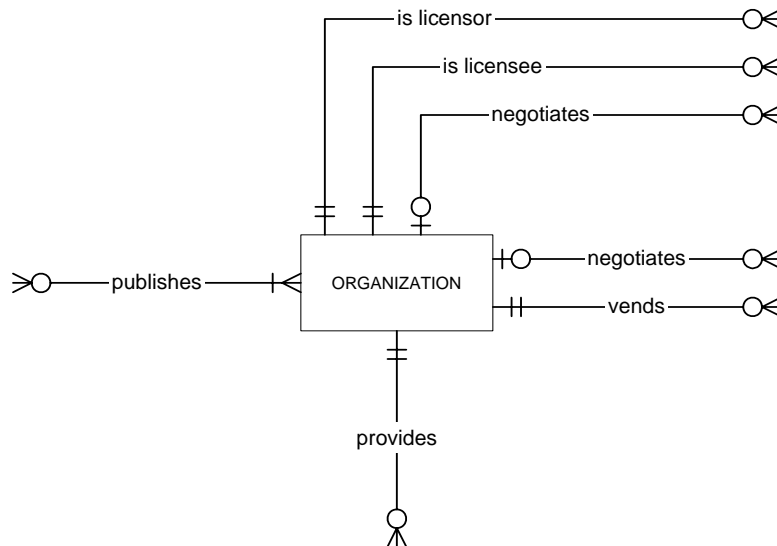 is licensor
is licensee
negotiates
negotiates
publishes
ORGANIZATION
vends
provides